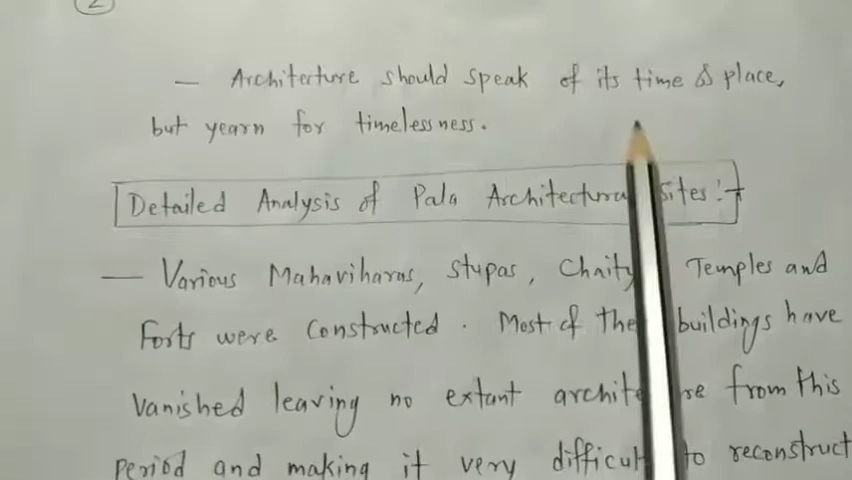 2
— Architecture should speak of its time & place,
but yearn for timelessness.
Detailed Analysis of Pala Architectural sites:-
— Various Mahaviharas, stupas, Chaity Temples and
Forts were constructed. Most of the buildings have
vanished leaving no extant from this
period and making it very difficult to reconstruct